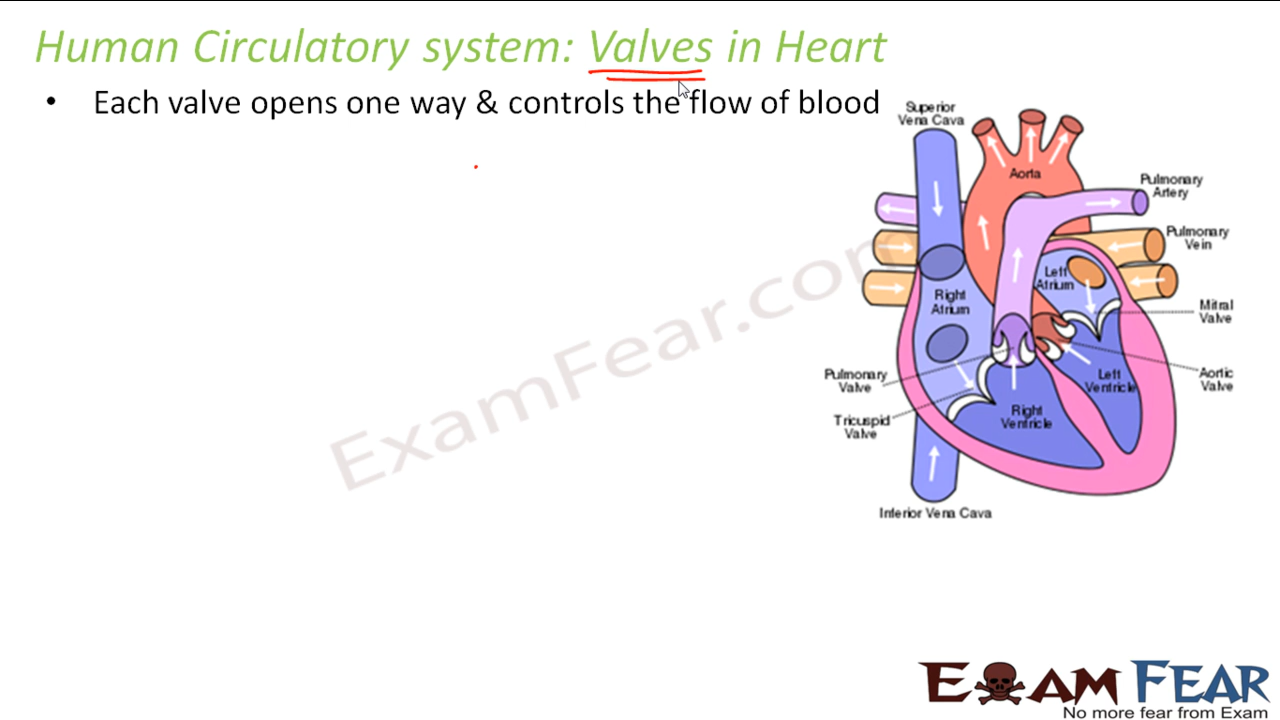 Human Circulatory system: Valves in Heart
• Each valve opens one way & controls the flow of blood
Superior
Vena Cava
Aorta
Pulmonary
Artery
Pulmonary
Vein
Left
Atrium
Right
Atrium
Mitral
Valve
Pulmonary
Valve
Left
Ventricle
Aortic
Valve
Tricuspid
Valve
Right
Ventricle
Inferior Vena Cava
ExamFear.com
EXAM FEAR
No more fear from Exam